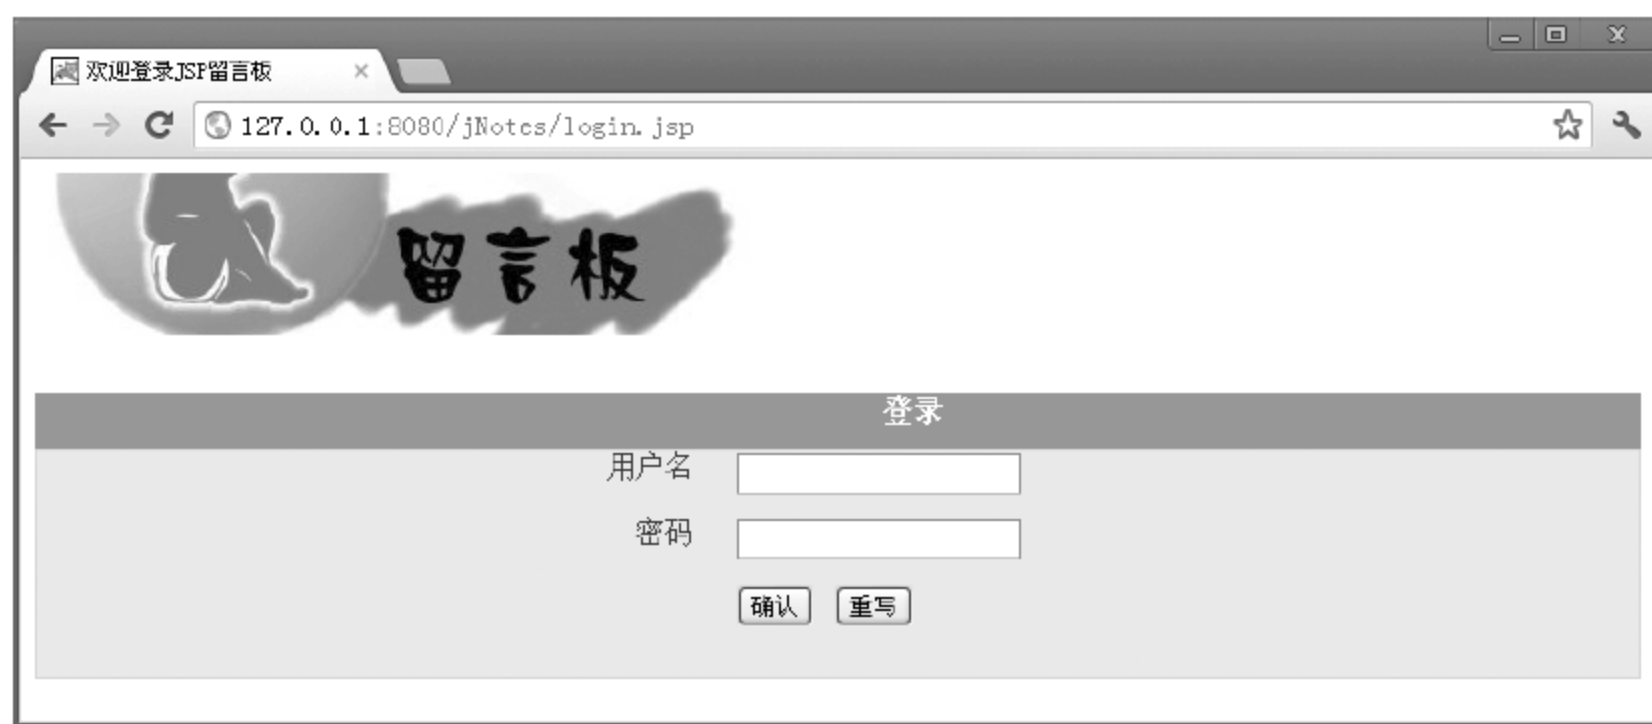 欢迎登录JSP留言板
127.0.0.1:8080/jNotes/login.jsp
留言板
登录
用户名
密码
确认 重写